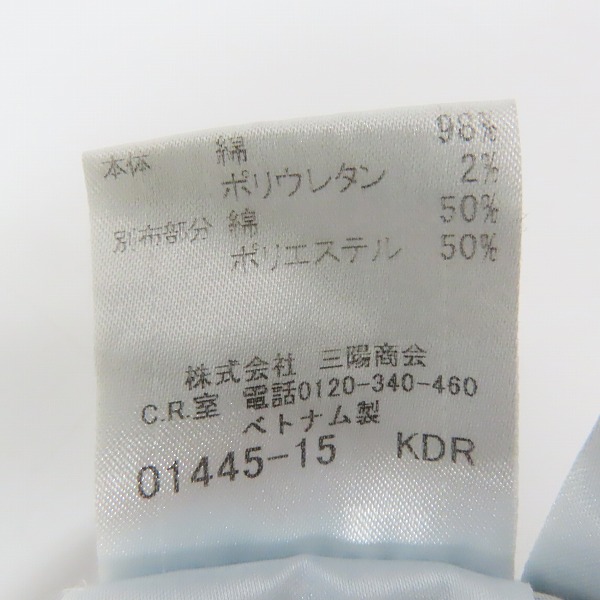 本体 綿 98%
ポリウレタン 2%
別布部分 綿 50%
ポリエステル 50%
株式会社 三陽商会
C.R.室 電話0120-340-460
ベトナム製
01445-15 KDR